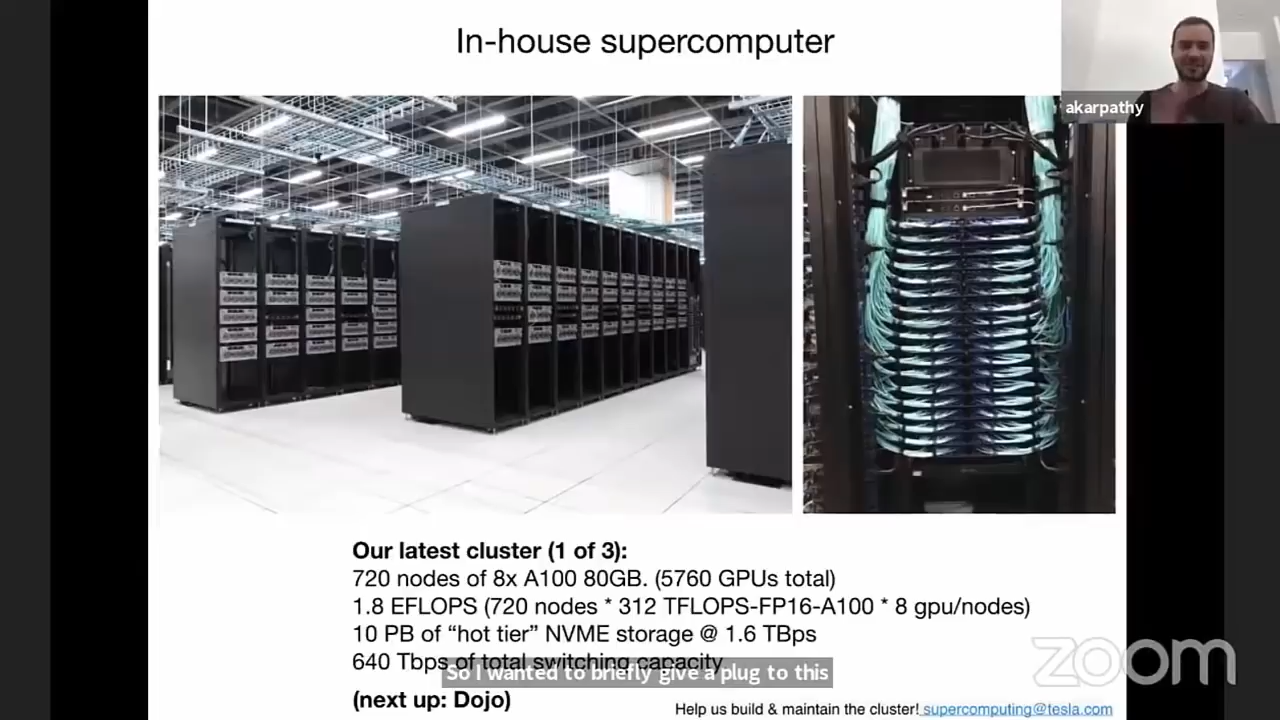 In-house supercomputer
akarpathy
Our latest cluster (1 of 3):
720 nodes of 8x A100 80GB. (5760 GPUs total)
1.8 EFLOPS (720 nodes * 312 TFLOPS-FP16-A100 * 8 gpu/nodes)
10 PB of “hot tier” NVME storage @ 1.6 TBps
640 Tbps of total switching capacity
So I wanted to briefly give a plug to this
zoom
(next up: Dojo)
Help us build & maintain the cluster! supercomputing@tesla.com